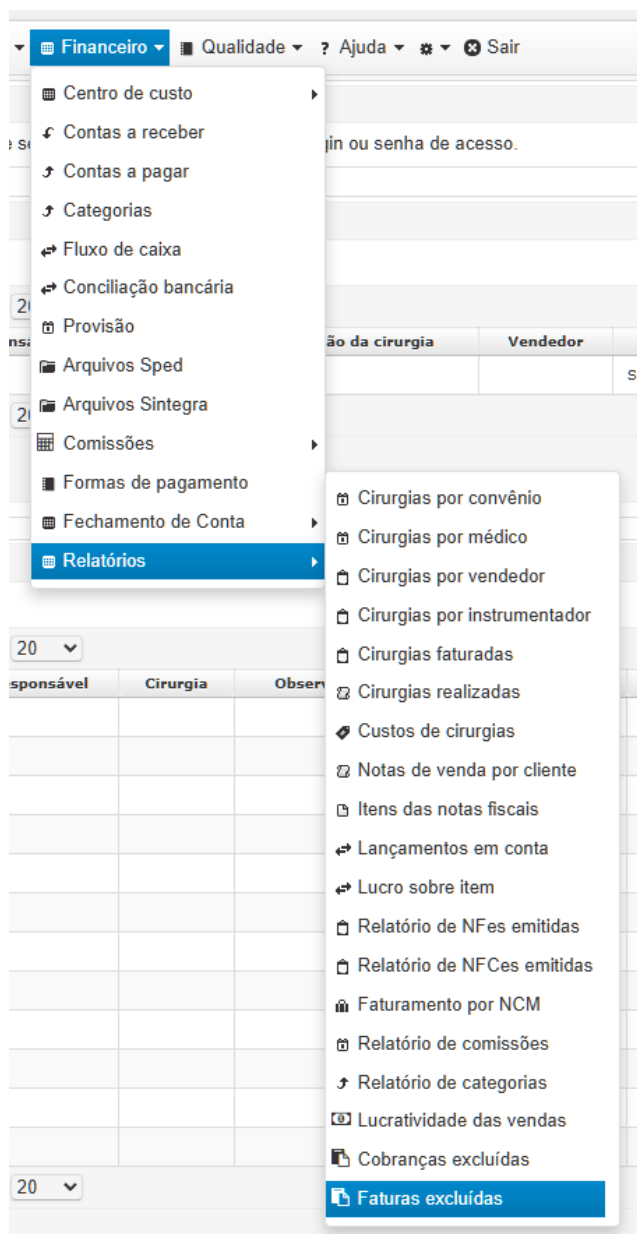 Financeiro Qualidade ? Ajuda Sair
Centro de custo
Contas a receber
gin ou senha de acesso.
Contas a pagar
Categorias
Fluxo de caixa
Conciliação bancária
Provisão
ão da cirurgia Vendedor
Arquivos Sped
Arquivos Sintegra
Comissões
Formas de pagamento
Fechamento de Conta
Relatórios
Cirurgias por convênio
Cirurgias por médico
Cirurgias por vendedor
Cirurgias por instrumentador
Cirurgias faturadas
Cirurgias realizadas
Custos de cirurgias
Notas de venda por cliente
Itens das notas fiscais
Lançamentos em conta
Lucro sobre item
Relatório de NFes emitidas
Relatório de NFCes emitidas
Faturamento por NCM
Relatório de comissões
Relatório de categorias
Lucratividade das vendas
Cobranças excluídas
Faturas excluídas
20
esponsável Cirurgia Observ
20